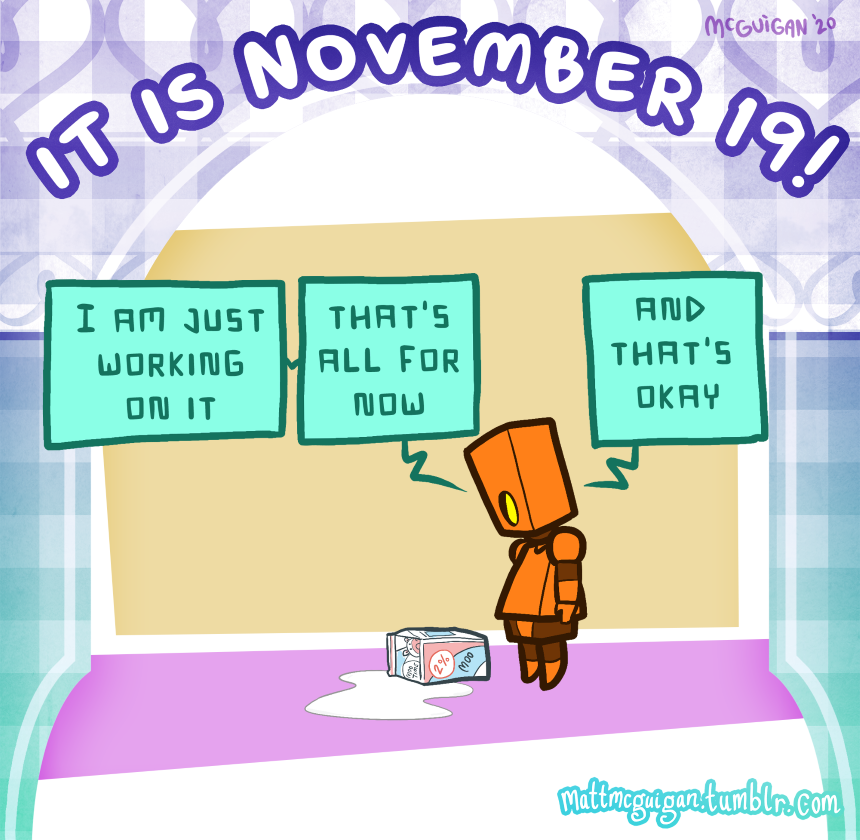 McGUiGAN '20
IT IS NOVEMBER 19!
I AM JUST
WORKING
ON IT
THAT'S
ALL FOR
NOW
AND
THAT'S
OKAY
2%
MOO
mattmcguigan.tumblr.com